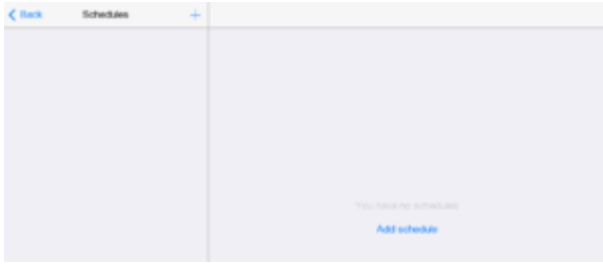 Back
Schedules
+
You have no schedules
Add schedule